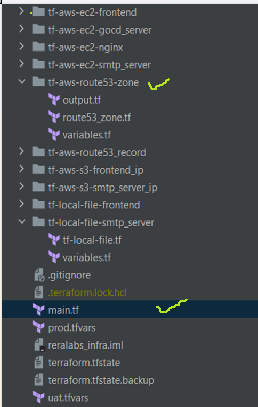 tf-aws-ec2-frontend
tf-aws-ec2-gocd_server
tf-aws-ec2-nginx
tf-aws-ec2-smtp_server
tf-aws-route53-zone
output.tf
route53_zone.tf
variables.tf
tf-aws-route53_record
tf-aws-s3-frontend_ip
tf-aws-s3-smtp_server_ip
tf-local-file-frontend
tf-local-file-smtp_server
tf-local-file.tf
variables.tf
.gitignore
.terraform.lock.hcl
main.tf
prod.tfvars
reralabs_infra.iml
terraform.tfstate
terraform.tfstate.backup
uat.tfvars